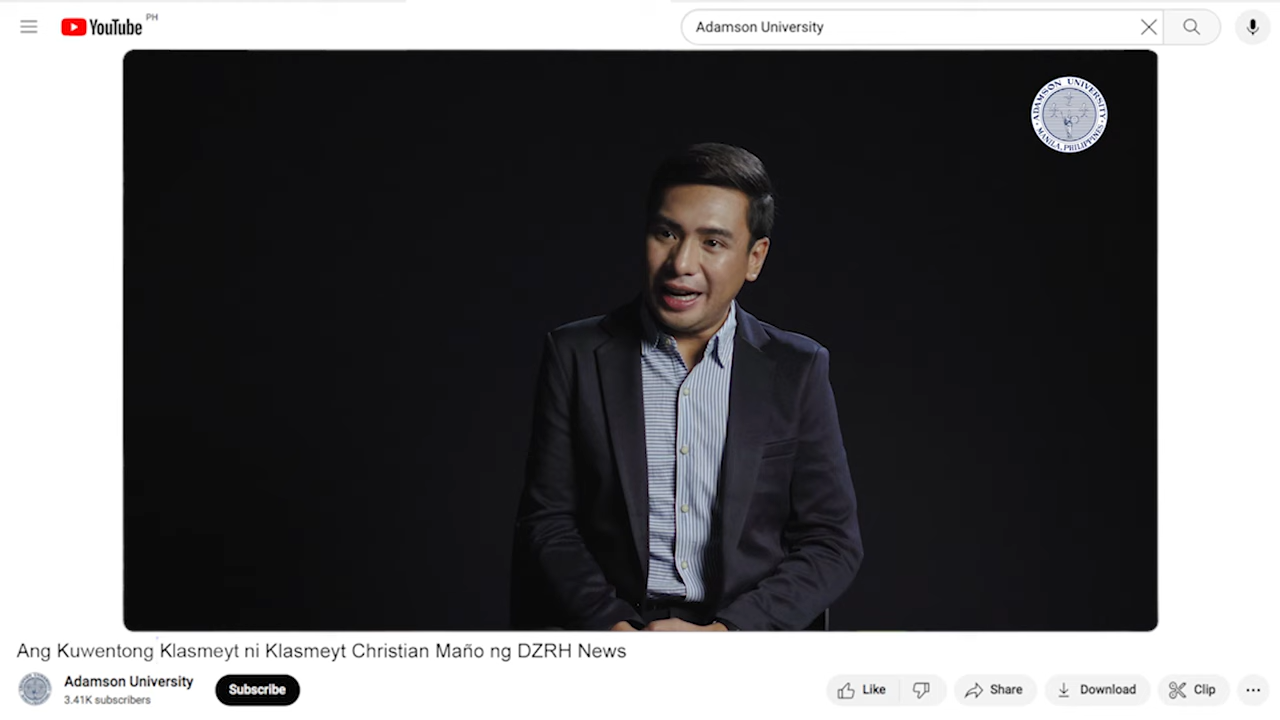 YouTube PH
Adamson University
ADAMSON UNIVERSITY
MANILA, PHILIPPINES
Ang Kuwentong Klasmeyt ni Klasmeyt Christian Maño ng DZRH News
Adamson University
3.41K subscribers
Subscribe
Like
Share
Download
Clip